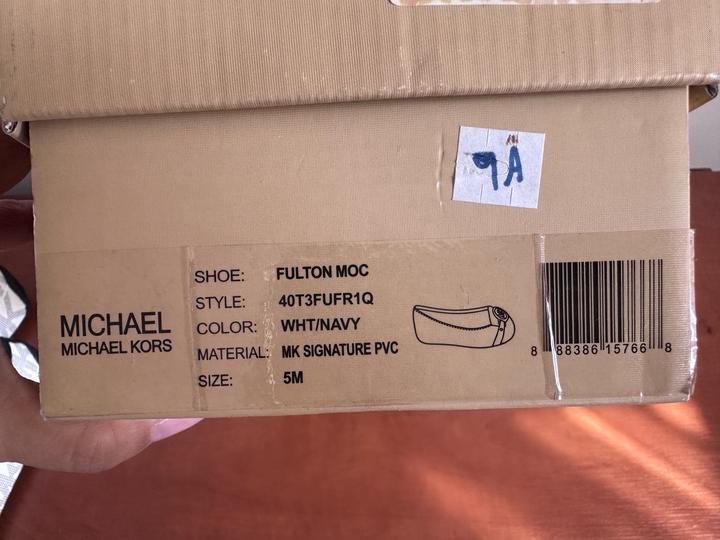 9A
MICHAEL
MICHAEL KORS
SHOE: FULTON MOC
STYLE: 40T3FUFR1Q
COLOR: WHT/NAVY
MATERIAL: MK SIGNATURE PVC
SIZE: 5M
8 88386 15766 8